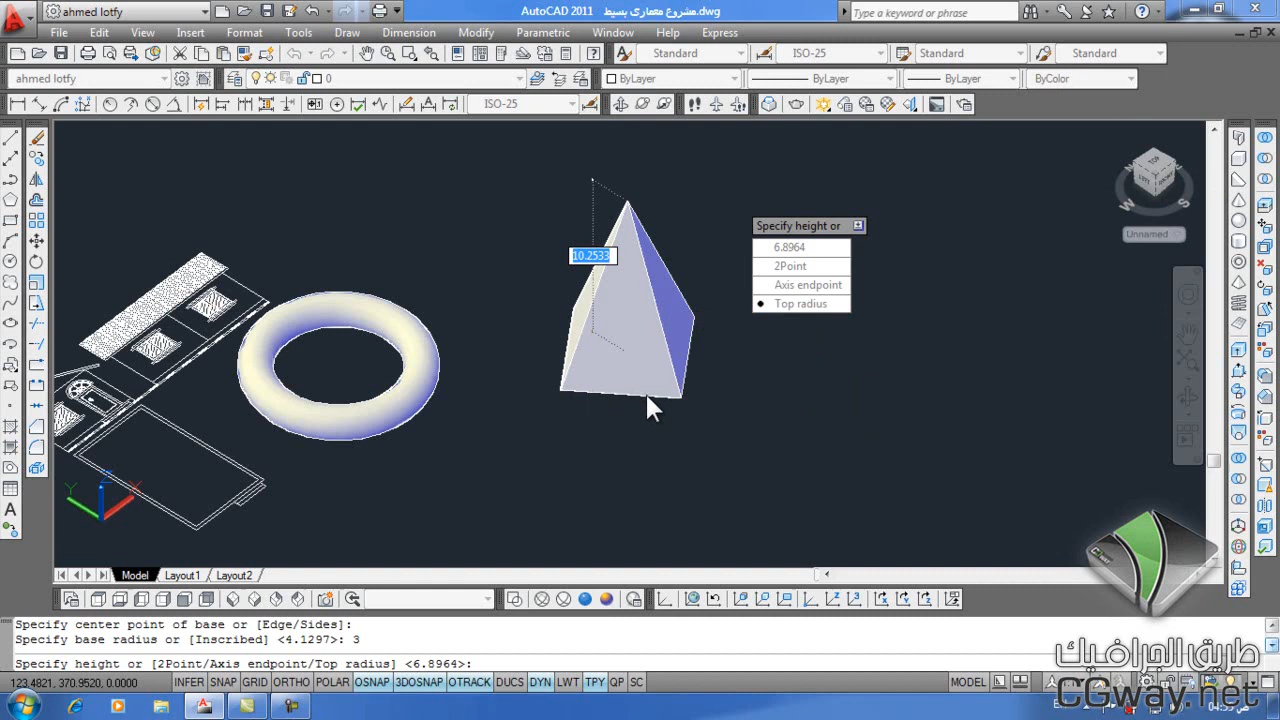 ahmed lotfy
AutoCAD 2011 مشروع معماري بسيط.dwg
Type a keyword or phrase
File Edit View Insert Format Tools Draw Dimension Modify Parametric Window Help Express
Standard ISO-25 Standard Standard
ahmed lotfy 0 ByLayer ByLayer ByLayer ByColor
ISO-25
TOP
LEFT
W S
Unnamed
Specify height or
6.8964
2Point
Axis endpoint
Top radius
10.2533
Y Z X
Model Layout1 Layout2
Specify center point of base or [Edge/Sides]:
Specify base radius or [Inscribed] <4.1297>: 3
Specify height or [2Point/Axis endpoint/Top radius] <6.8964>:
123.4821, 370.9520, 0.0000 INFER SNAP GRID ORTHO POLAR OSNAP 3DOSNAP OTRACK DUCS DYN LWT TPY QP SC MODEL
طريق الجرافيك
CGway.net